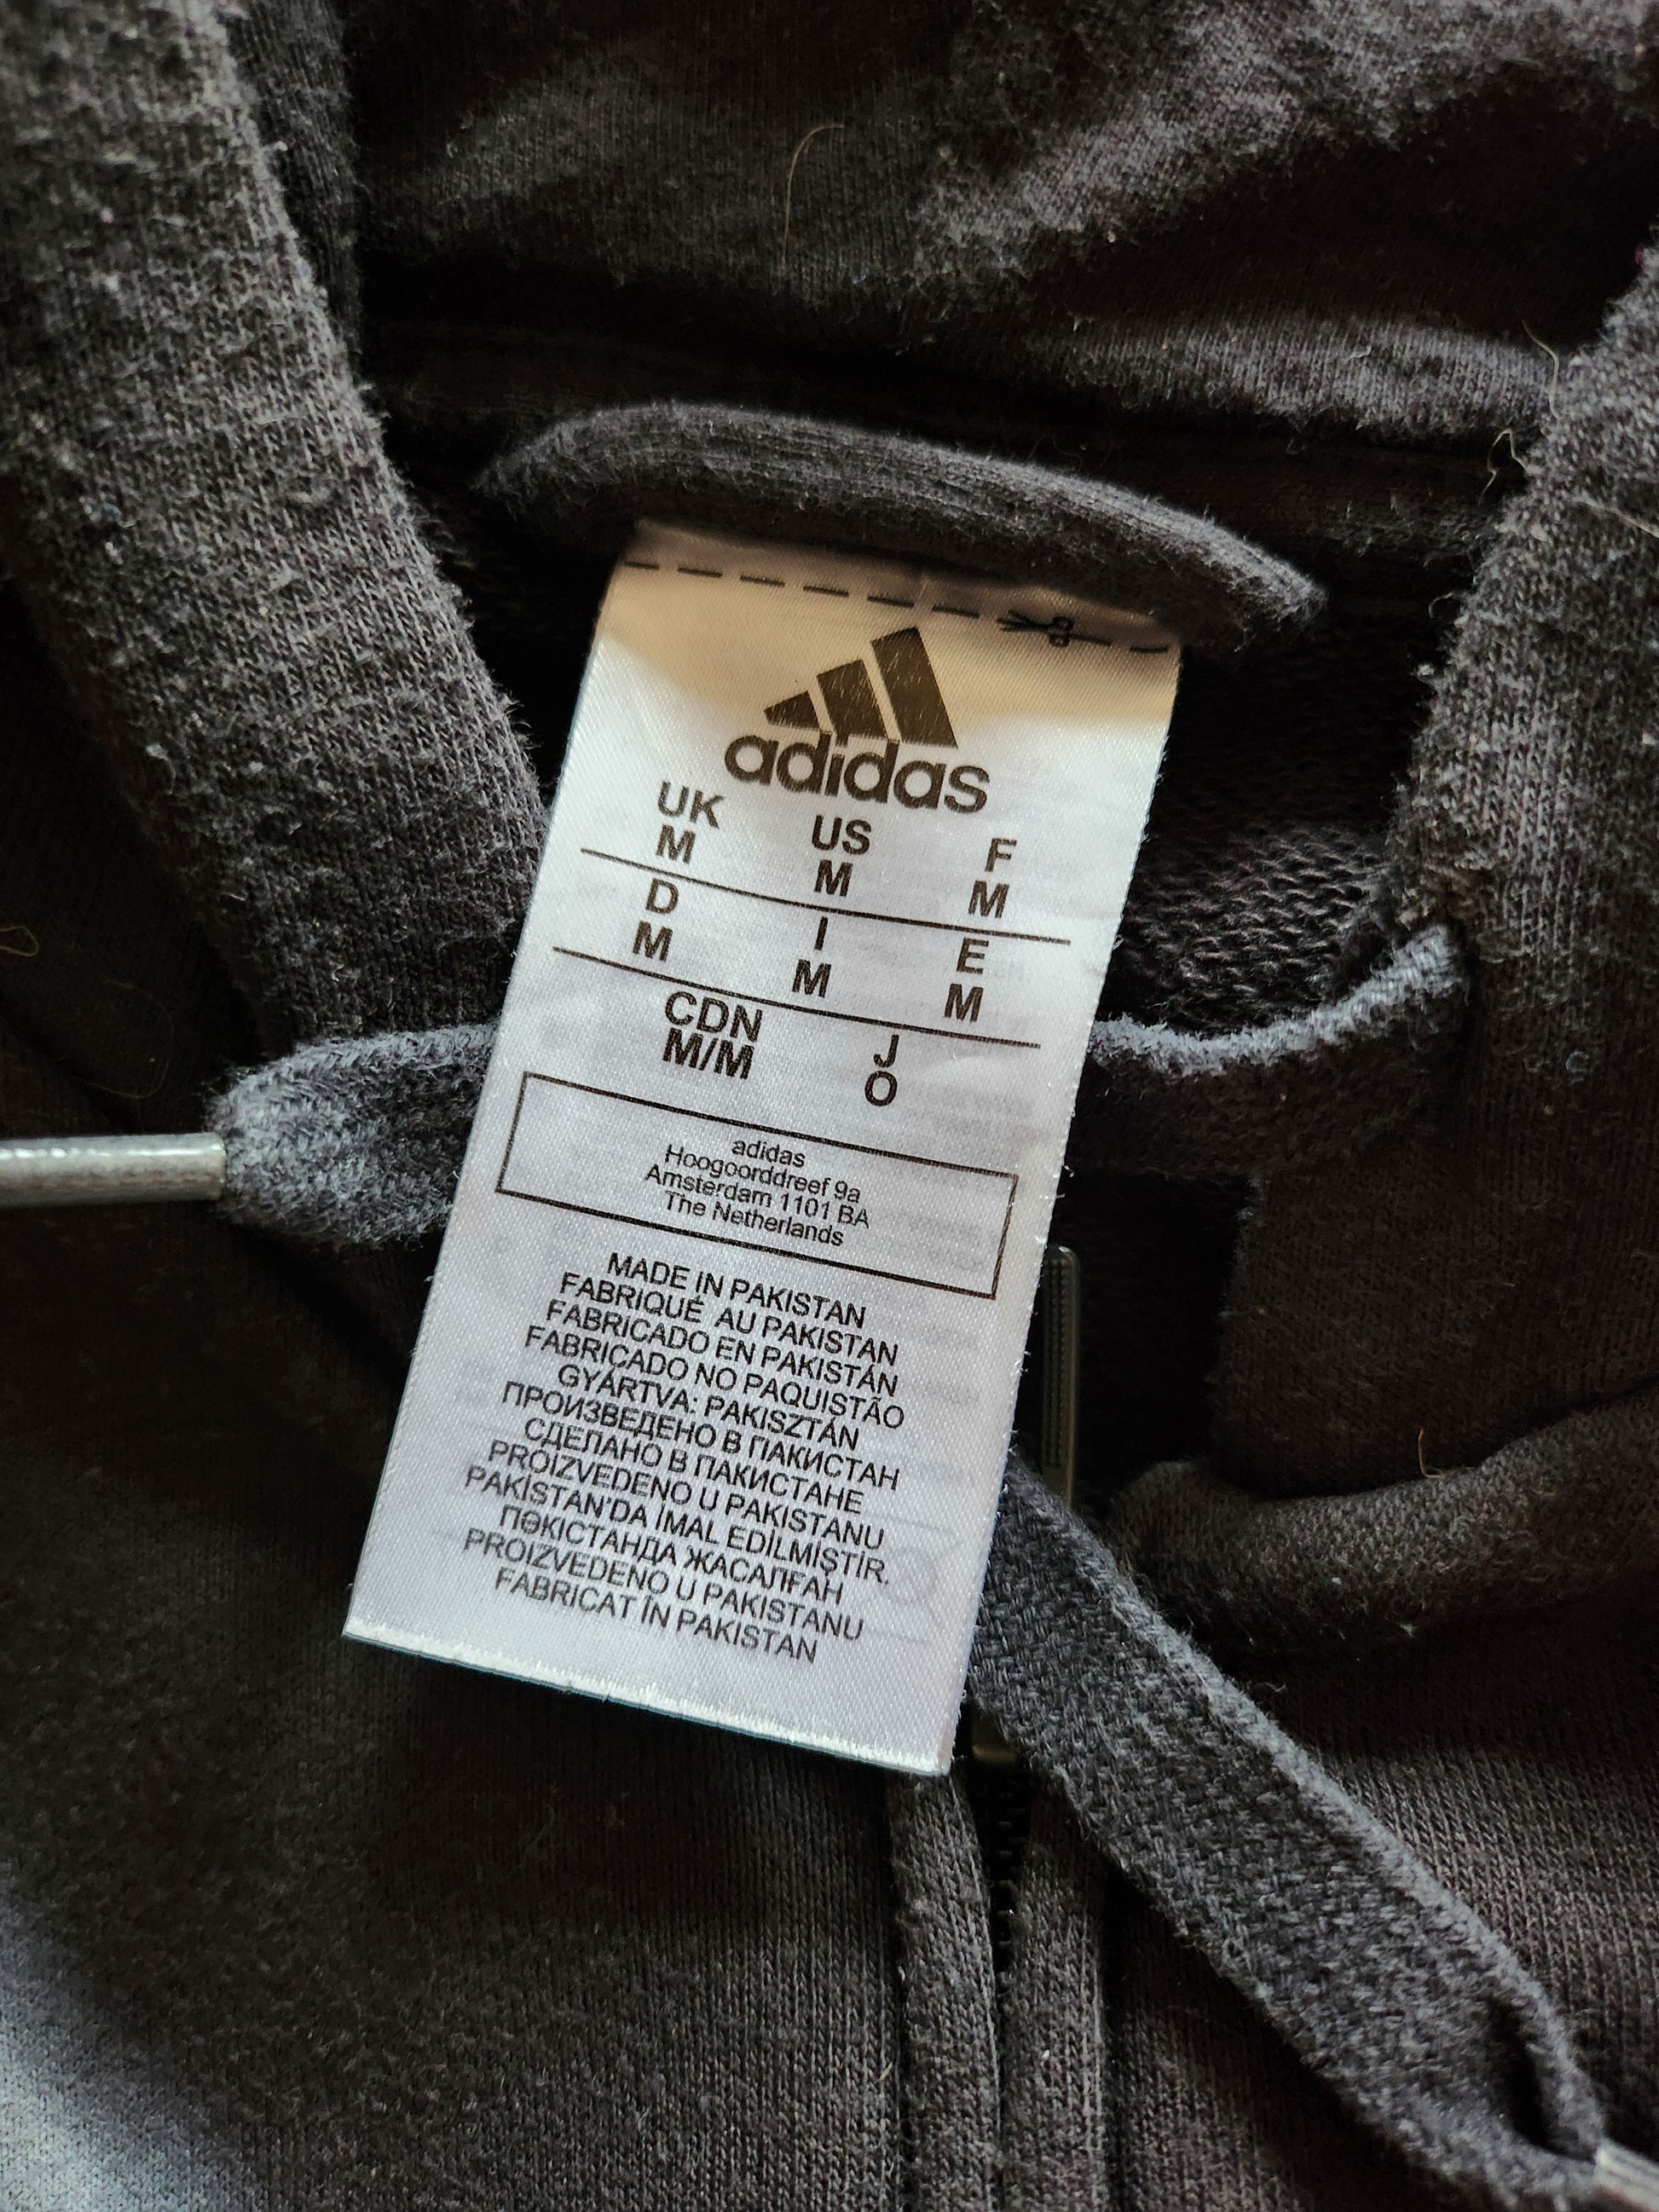 adidas
UK US F
M M M
D I E
M M M
CDN J
M/M O
adidas
Hoogoorddreef 9a
Amsterdam 1101 BA
The Netherlands
MADE IN PAKISTAN
FABRIQUÉ AU PAKISTAN
FABRICADO EN PAKISTÁN
FABRICADO NO PAQUISTÃO
GYÁRTVA: PAKISZTÁN
ПРОИЗВЕДЕНО В ПАКИСТАН
СДЕЛАНО В ПАКИСТАНЕ
PROIZVEDENO U PAKISTANU
PAKİSTAN'DA İMAL EDİLMİŞTİR.
ПӘКІСТАНДА ЖАСАЛҒАН
PROIZVEDENO U PAKISTANU
FABRICAT ÎN PAKISTAN